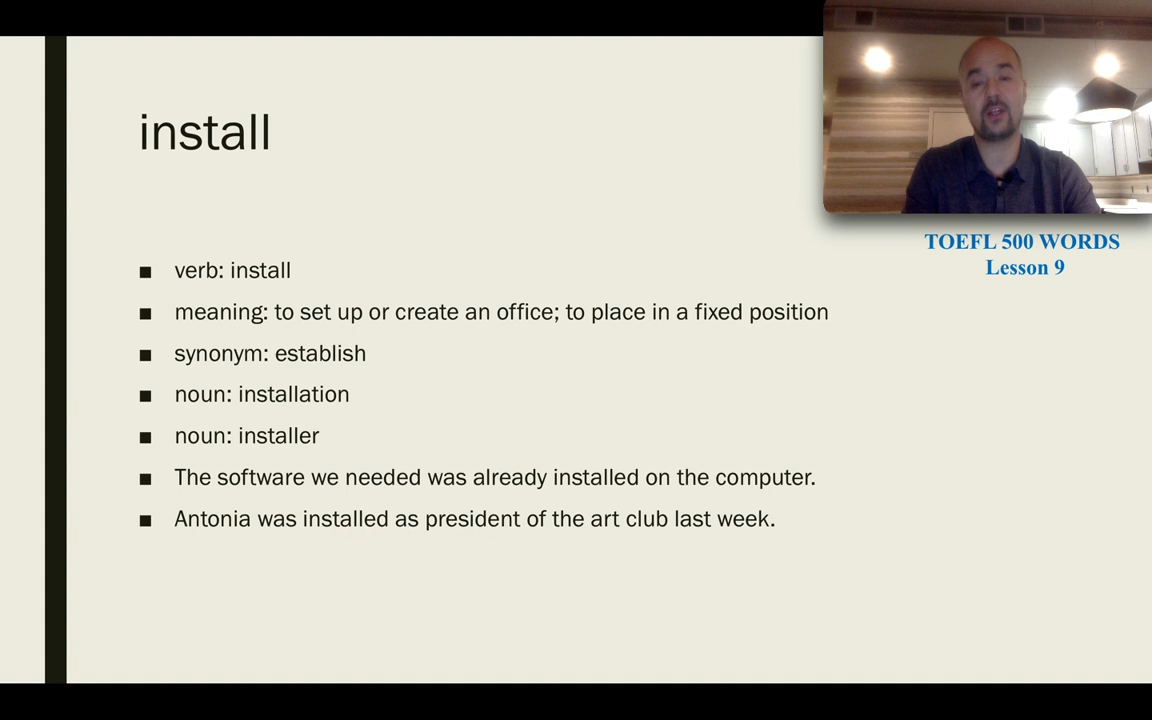 install
TOEFL 500 WORDS
Lesson 9
■ verb: install
■ meaning: to set up or create an office; to place in a fixed position
■ synonym: establish
■ noun: installation
■ noun: installer
■ The software we needed was already installed on the computer.
■ Antonia was installed as president of the art club last week.